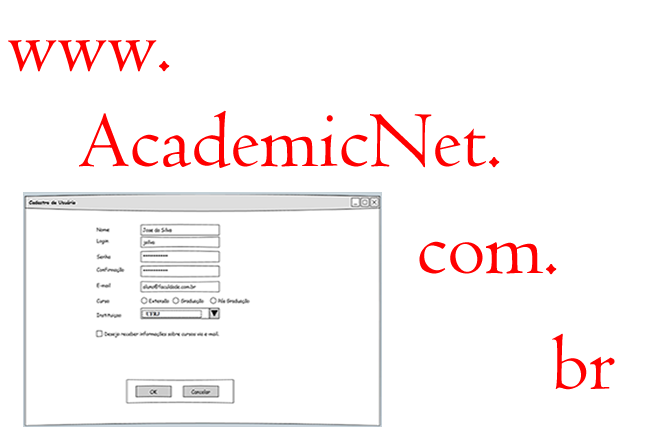 www.
AcademicNet.
com.
br
Cadastro de Usuário
Nome Jose da Silva
Login jsilva
Senha **********
Confirmação **********
E-mail aluno@faculdade.com.br
Curso Extensão Graduação Pós Graduação
Instituiçao UFRJ
Desejo receber informações sobre cursos via e-mail.
OK Cancelar